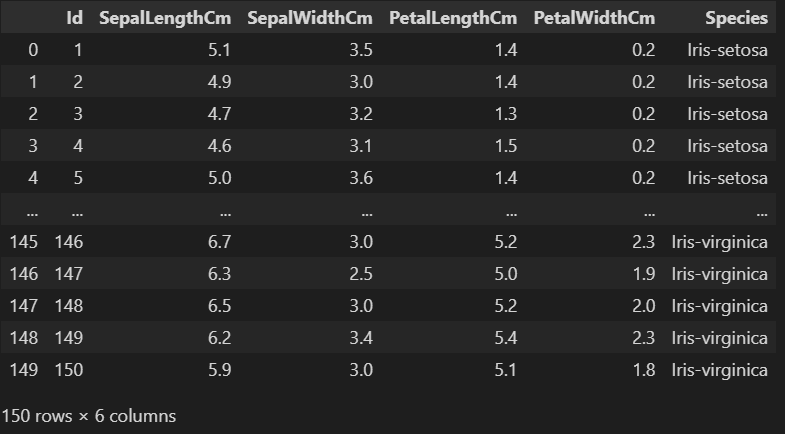 Id SepalLengthCm SepalWidthCm PetalLengthCm PetalWidthCm Species
0 1 5.1 3.5 1.4 0.2 Iris-setosa
1 2 4.9 3.0 1.4 0.2 Iris-setosa
2 3 4.7 3.2 1.3 0.2 Iris-setosa
3 4 4.6 3.1 1.5 0.2 Iris-setosa
4 5 5.0 3.6 1.4 0.2 Iris-setosa
... ... ... ... ... ... ...
145 146 6.7 3.0 5.2 2.3 Iris-virginica
146 147 6.3 2.5 5.0 1.9 Iris-virginica
147 148 6.5 3.0 5.2 2.0 Iris-virginica
148 149 6.2 3.4 5.4 2.3 Iris-virginica
149 150 5.9 3.0 5.1 1.8 Iris-virginica
150 rows × 6 columns